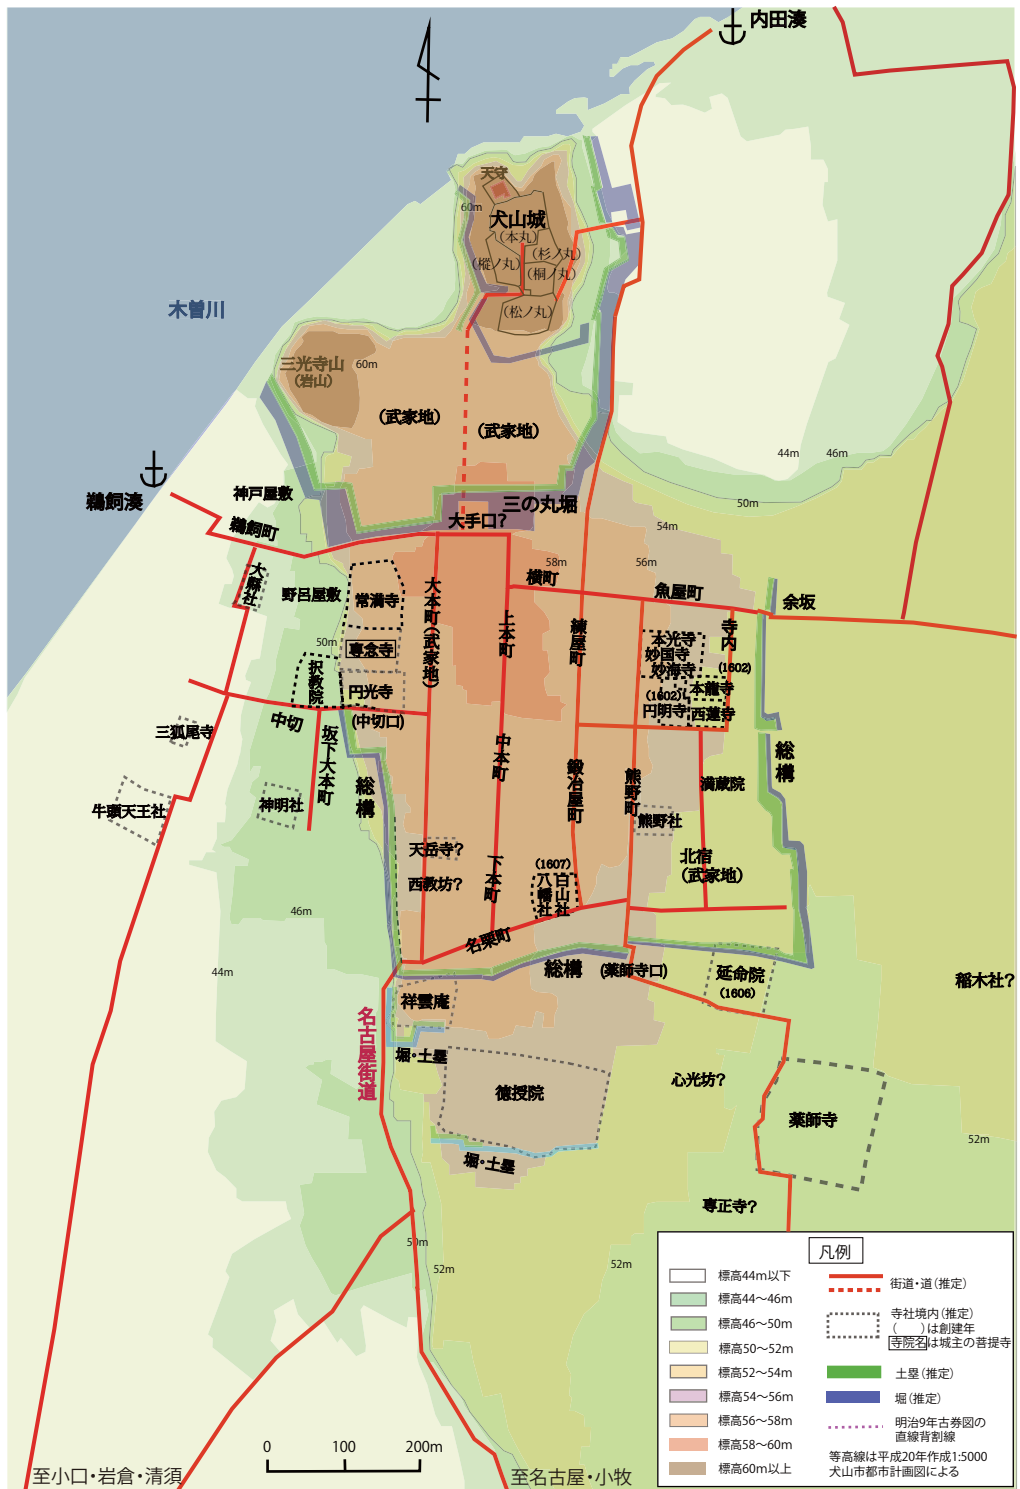 内田湊
天守
60m
犬山城
（本丸）
（杉ノ丸）
（樅ノ丸）
（桐ノ丸）
（松ノ丸）
木曽川
三光寺山
（岩山）
60m
（武家地）
（武家地）
44m
46m
鵜飼湊
神戸屋敷
三の丸堀
50m
大手口？
鵜飼町
54m
58m
56m
大縣社
野呂屋敷
常満寺
大本町（武家地）
横町
魚屋町
余坂
上本町
練屋町
寺内
50m
専念寺
本光寺
妙国寺
妙海寺
(1602)
択教院
円光寺
(1602)
本龍寺
円明寺
西蓮寺
中切
(中切口)
三狐尾寺
坂下大本町
総構
中本町
鍛冶屋町
熊野町
総構
満蔵院
牛頭天王社
神明社
熊野社
天岳寺？
北宿
（武家地）
西教坊？
下本町
(1607)
白山社
八幡社
46m
名栗町
44m
総構
(薬師寺口)
延命院
(1606)
稲木社？
祥雲庵
名古屋街道
堀・土塁
徳授院
心光坊？
薬師寺
52m
堀・土塁
専正寺？
50m
52m
52m
凡例
標高44m以下
標高44〜46m
標高46〜50m
標高50〜52m
標高52〜54m
標高54〜56m
標高56〜58m
標高58〜60m
標高60m以上
街道・道（推定）
寺社境内（推定）
（　　）は創建年
寺院名は城主の菩提寺
土塁（推定）
堀（推定）
明治9年古券図の
直線背割線
等高線は平成20年作成1:5000
犬山市都市計画図による
0 100 200m
至小口・岩倉・清須
至名古屋・小牧